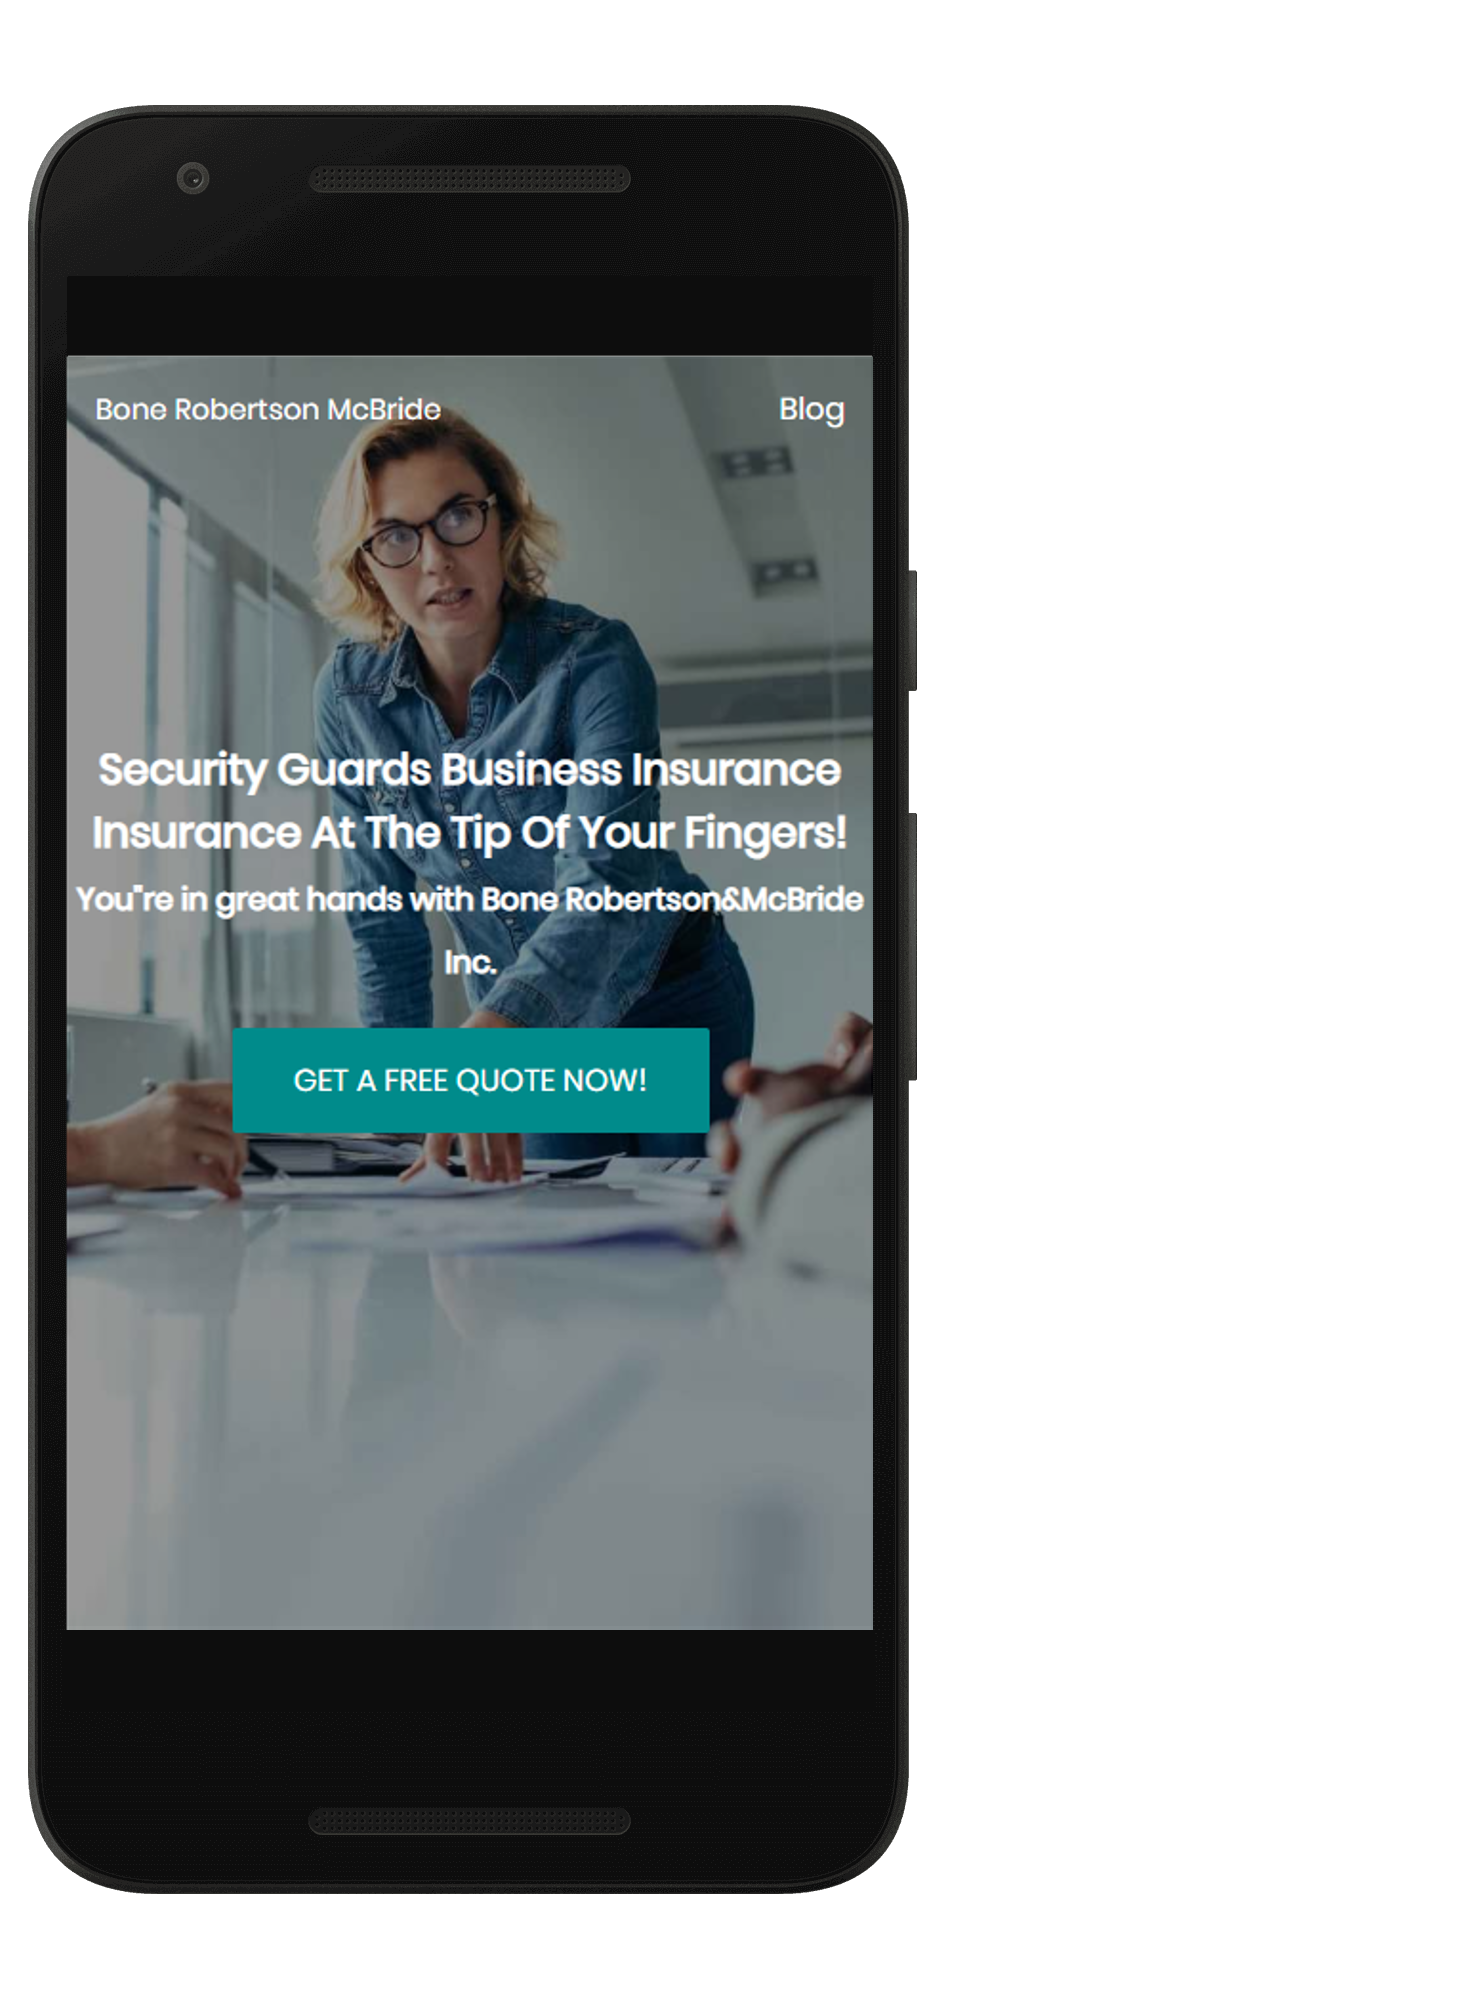 Bone Robertson McBride
Blog
Security Guards Business Insurance
Insurance At The Tip Of Your Fingers!
You"re in great hands with Bone Robertson&McBride
Inc.
GET A FREE QUOTE NOW!